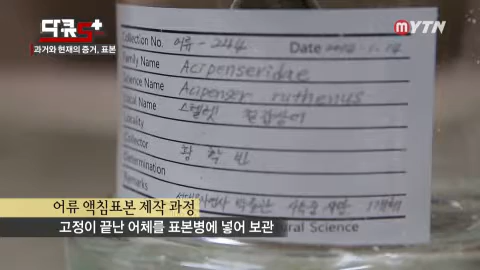 다큐S+
과거와 현재의 증거, 표본
MYTN
Collection No. 어류 - 244
Date
Family Name Acipenseridae
Science Name Acipenser ruthenus
Local Name 스텔렛 철갑상어
Locality
Collector 황학빈
Determination
Remarks
ural Science
어류 액침표본 제작 과정
고정이 끝난 어체를 표본병에 넣어 보관